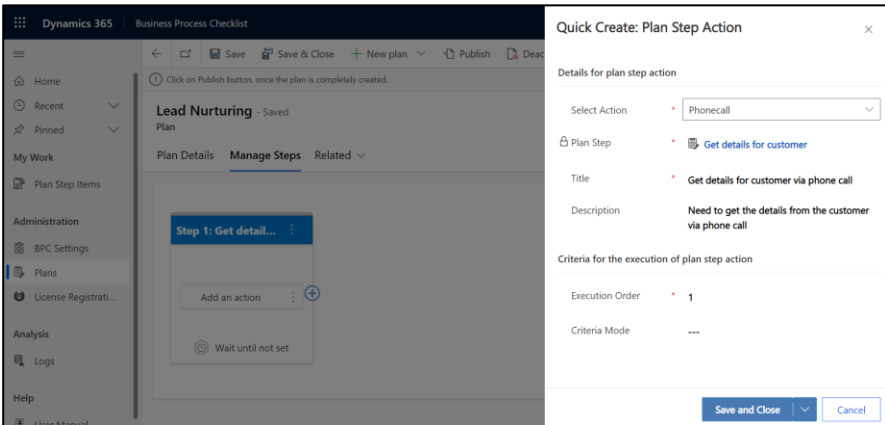 Dynamics 365 Business Process Checklist
Save Save & Close New plan Publish Deac
Click on Publish button, once the plan is completely created.
Home
Recent
Pinned
My Work
Plan Step Items
Administration
BPC Settings
Plans
License Registrati...
Analysis
Logs
Help
User Manual
Lead Nurturing - Saved
Plan
Plan Details Manage Steps Related
Step 1: Get detail...
Add an action
Wait until not set
Quick Create: Plan Step Action
Details for plan step action
Select Action * Phonecall
Plan Step * Get details for customer
Title * Get details for customer via phone call
Description Need to get the details from the customer
via phone call
Criteria for the execution of plan step action
Execution Order * 1
Criteria Mode ---
Save and Close Cancel